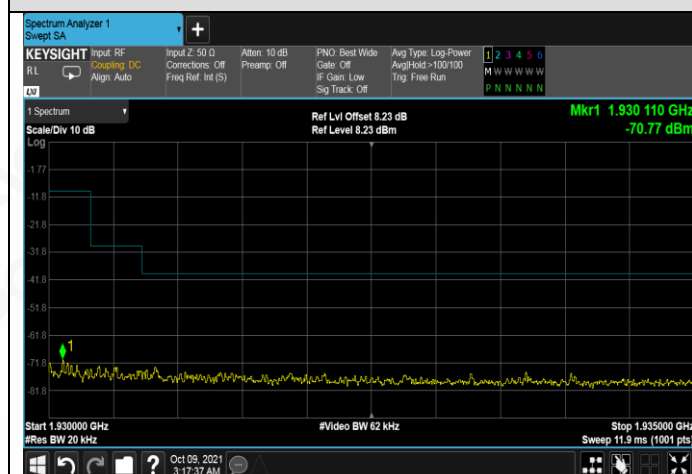 Spectrum Analyzer 1
Swept SA
+
KEYSIGHT
RL
LXI
Input: RF
Coupling: DC
Align: Auto
Input Z: 50 Ω
Corrections: Off
Freq Ref: Int (S)
Atten: 10 dB
Preamp: Off
PNO: Best Wide
Gate: Off
IF Gain: Low
Sig Track: Off
Avg Type: Log-Power
Avg|Hold:>100/100
Trig: Free Run
1 2 3 4 5 6
M W W W W W
P N N N N N
1 Spectrum
Scale/Div 10 dB
Log
Ref Lvl Offset 8.23 dB
Ref Level 8.23 dBm
Mkr1 1.930 110 GHz
-70.77 dBm
-1.77
-11.8
-21.8
-31.8
-41.8
-51.8
-61.8
-71.8
-81.8
1
Start 1.930000 GHz
#Res BW 20 kHz
#Video BW 62 kHz
Stop 1.935000 GHz
Sweep 11.9 ms (1001 pts)
?
Oct 09, 2021
3:17:37 AM